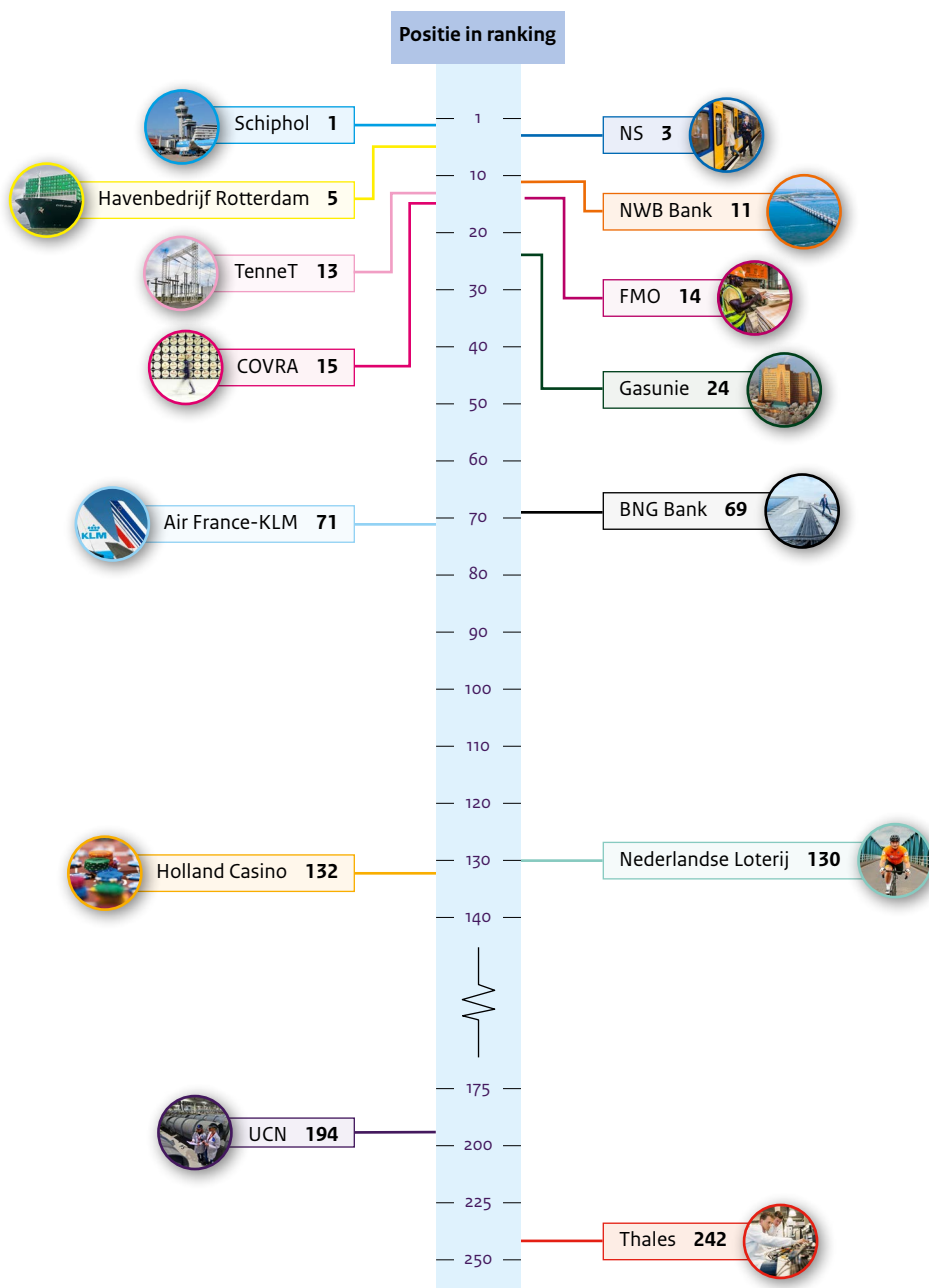 Positie in ranking
Schiphol 1
NS 3
Havenbedrijf Rotterdam 5
NWB Bank 11
TenneT 13
FMO 14
COVRA 15
Gasunie 24
Air France-KLM 71
KLM
BNG Bank 69
Holland Casino 132
Nederlandse Loterij 130
UCN 194
Thales 242
1
10
20
30
40
50
60
70
80
90
100
110
120
130
140
175
200
225
250